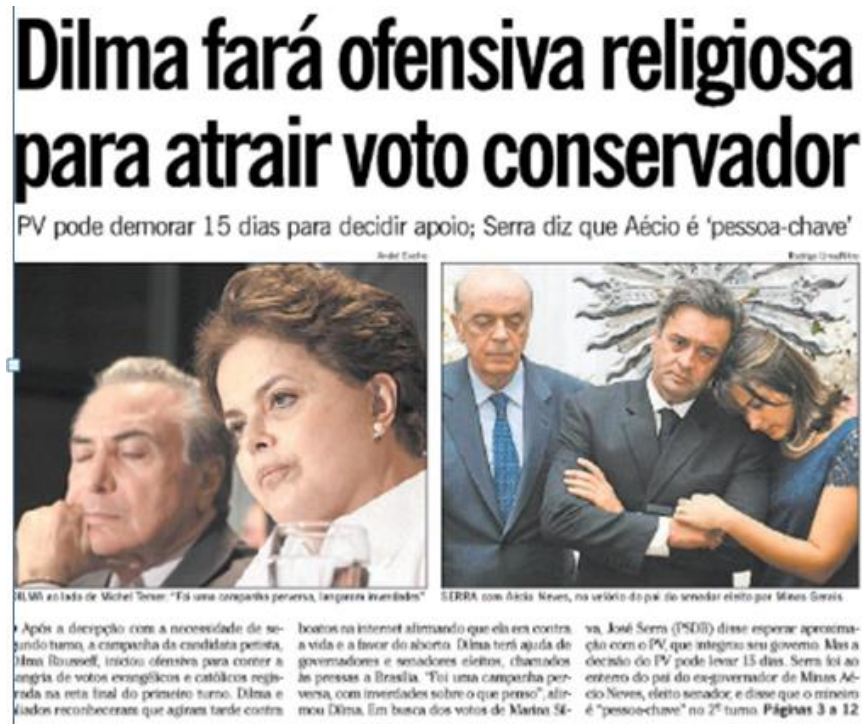 Dilma fará ofensiva religiosa
para atrair voto conservador
PV pode demorar 15 dias para decidir apoio; Serra diz que Aécio é ‘pessoa-chave’
DILMA ao lado de Michel Temer: “Foi uma campanha perversa, lançaram inverdades”
SERRA com Aécio Neves, no velório do pai do senador eleito por Minas Gerais
Após a decepção com a necessidade de se-
gundo turno, a campanha da candidata petista,
Dilma Rousseff, iniciou ofensiva para conter a
sangria de votos evangélicos e católicos regis-
trada na reta final do primeiro turno. Dilma e
aliados reconheceram que agiram tarde contra
boatos na internet afirmando que ela era contra
a vida e a favor do aborto. Dilma terá ajuda de
governadores e senadores eleitos, chamados
às pressas a Brasília. “Foi uma campanha per-
versa, com inverdades sobre o que penso”, afir-
mou Dilma. Em busca dos votos de Marina Sil-
va, José Serra (PSDB) disse esperar aproxima-
ção com o PV, que integrou seu governo. Mas a
decisão do PV pode levar 15 dias. Serra foi ao
enterro do pai do ex-governador de Minas Aé-
cio Neves, eleito senador, e disse que o mineiro
é “pessoa-chave” no 2º turno. Páginas 3 a 12